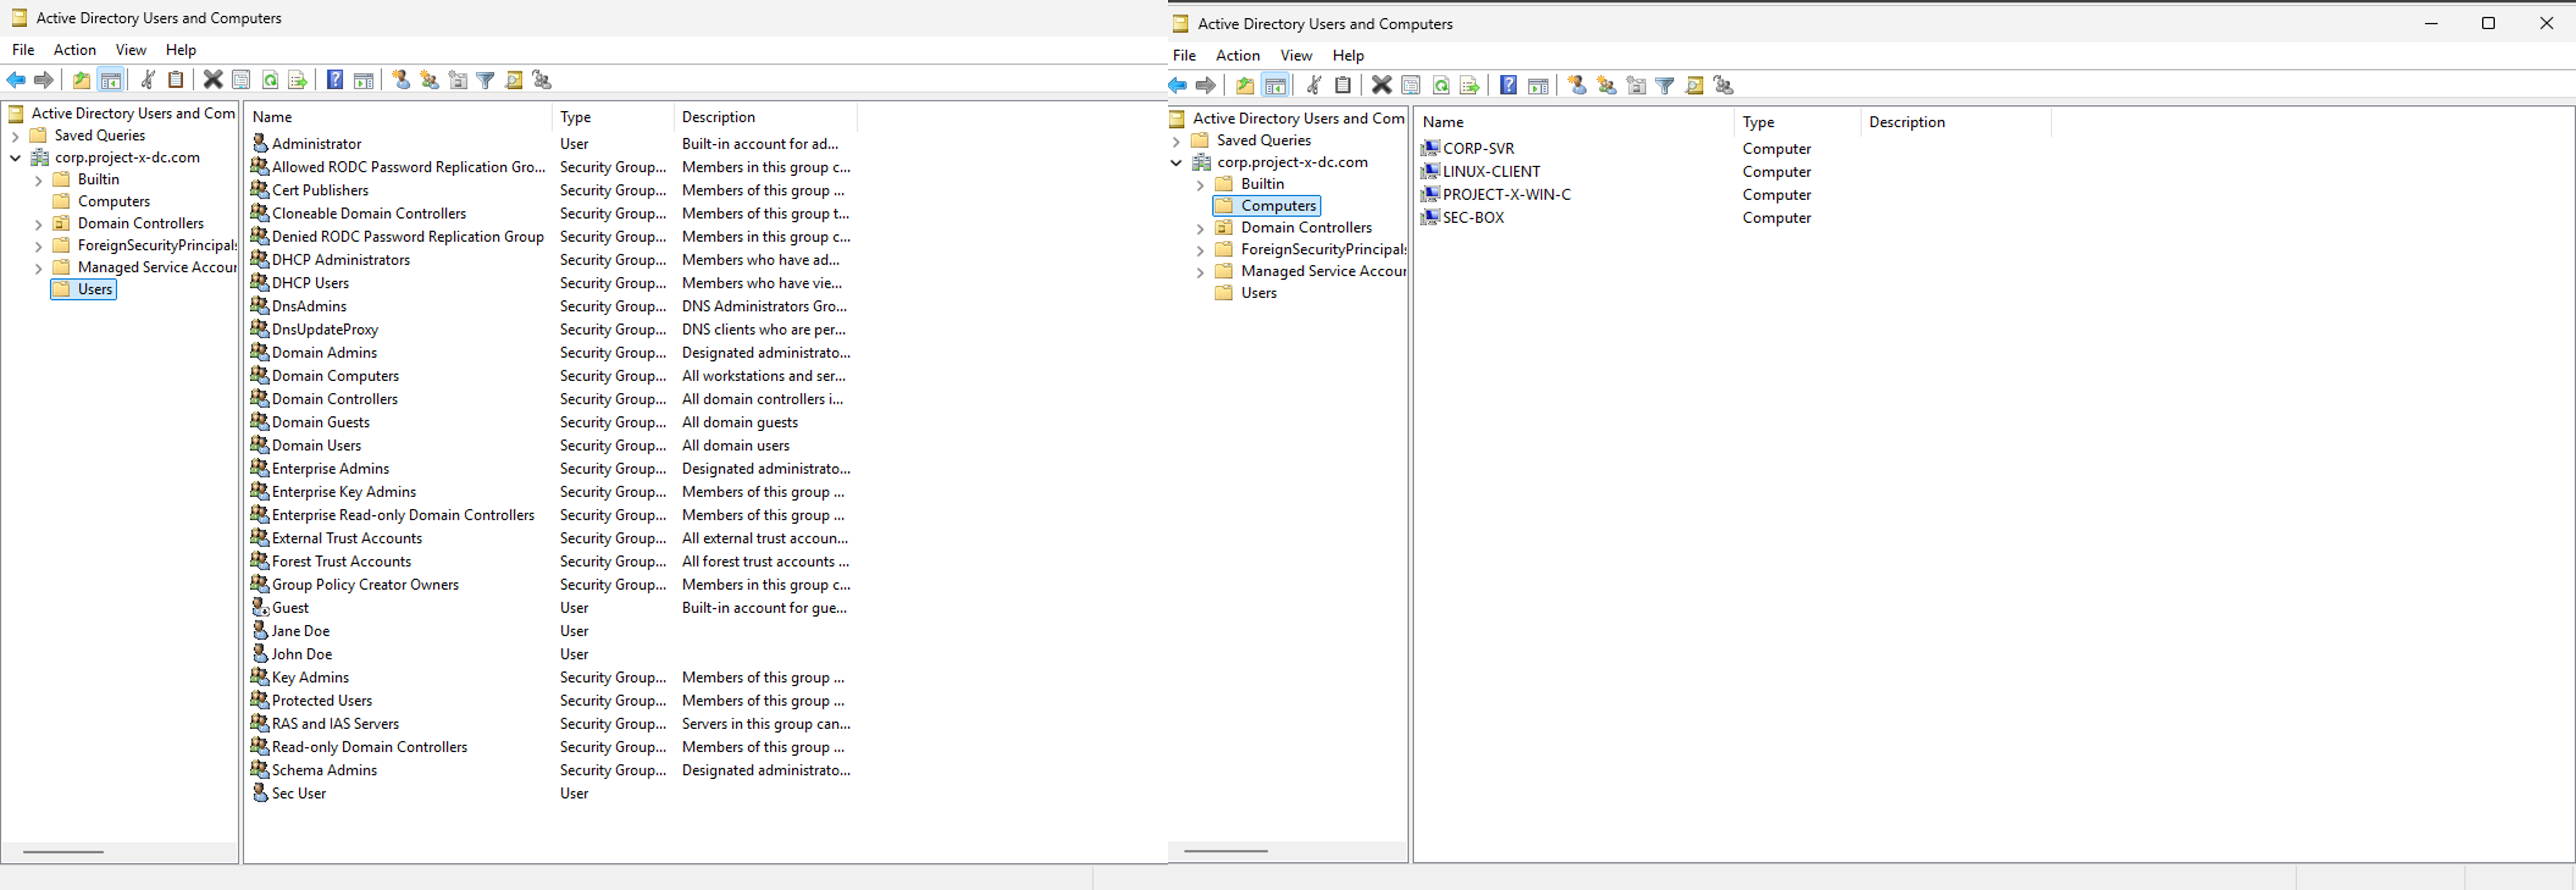 Active Directory Users and Computers
File Action View Help
Active Directory Users and Com
Saved Queries
corp.project-x-dc.com
Builtin
Computers
Domain Controllers
ForeignSecurityPrincipals
Managed Service Accour
Users
Name Type Description
Administrator User Built-in account for ad...
Allowed RODC Password Replication Gro... Security Group... Members in this group c...
Cert Publishers Security Group... Members of this group ...
Cloneable Domain Controllers Security Group... Members of this group t...
Denied RODC Password Replication Group Security Group... Members in this group c...
DHCP Administrators Security Group... Members who have ad...
DHCP Users Security Group... Members who have vie...
DnsAdmins Security Group... DNS Administrators Gro...
DnsUpdateProxy Security Group... DNS clients who are per...
Domain Admins Security Group... Designated administrato...
Domain Computers Security Group... All workstations and ser...
Domain Controllers Security Group... All domain controllers i...
Domain Guests Security Group... All domain guests
Domain Users Security Group... All domain users
Enterprise Admins Security Group... Designated administrato...
Enterprise Key Admins Security Group... Members of this group ...
Enterprise Read-only Domain Controllers Security Group... Members of this group ...
External Trust Accounts Security Group... All external trust accoun...
Forest Trust Accounts Security Group... All forest trust accounts ...
Group Policy Creator Owners Security Group... Members in this group c...
Guest User Built-in account for gue...
Jane Doe User
John Doe User
Key Admins Security Group... Members of this group ...
Protected Users Security Group... Members of this group ...
RAS and IAS Servers Security Group... Servers in this group can...
Read-only Domain Controllers Security Group... Members of this group ...
Schema Admins Security Group... Designated administrato...
Sec User User
Active Directory Users and Computers
File Action View Help
Active Directory Users and Com
Saved Queries
corp.project-x-dc.com
Builtin
Computers
Domain Controllers
ForeignSecurityPrincipals
Managed Service Accour
Users
Name Type Description
CORP-SVR Computer
LINUX-CLIENT Computer
PROJECT-X-WIN-C Computer
SEC-BOX Computer